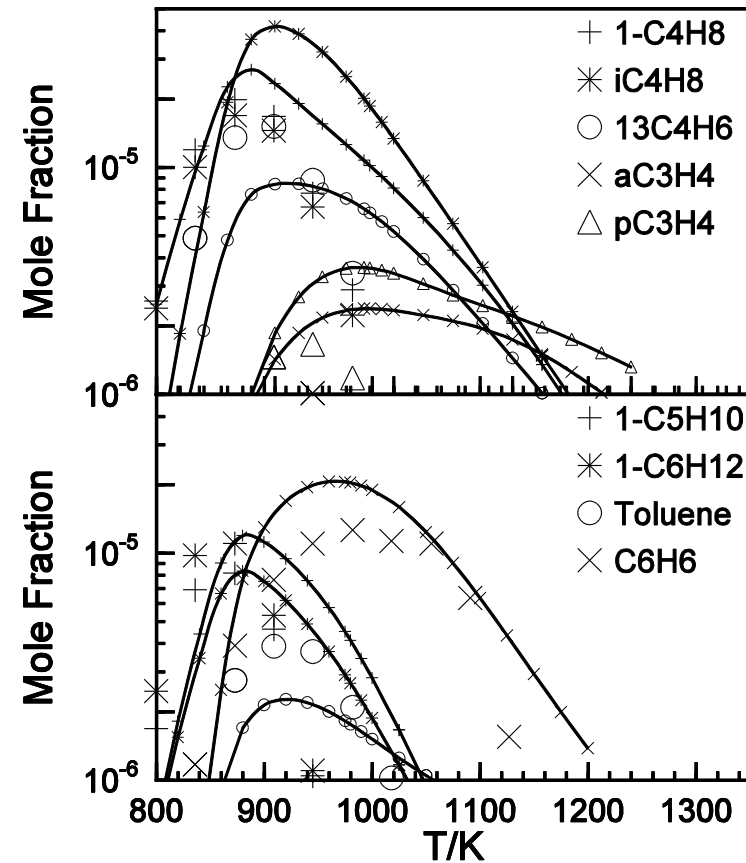 Mole Fraction
10-5
10-6
1-C4H8
iC4H8
13C4H6
aC3H4
pC3H4
Mole Fraction
10-5
10-6
1-C5H10
1-C6H12
Toluene
C6H6
800 900 1000 1100 1200 1300
T/K